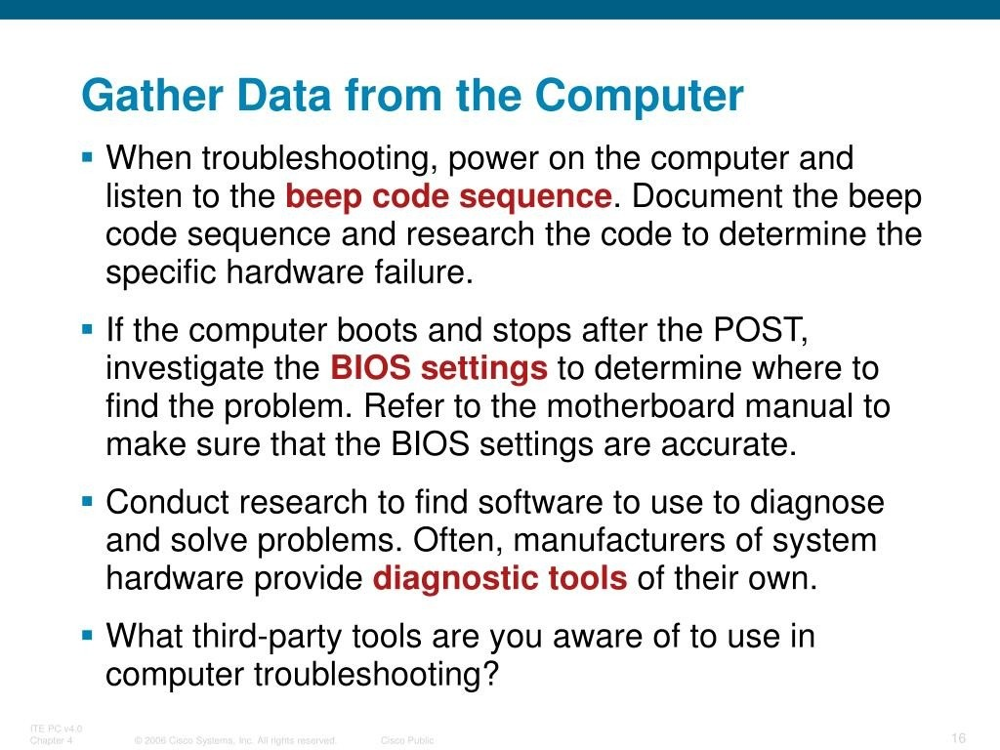 Gather Data from the Computer
▪ When troubleshooting, power on the computer and
listen to the beep code sequence. Document the beep
code sequence and research the code to determine the
specific hardware failure.
▪ If the computer boots and stops after the POST,
investigate the BIOS settings to determine where to
find the problem. Refer to the motherboard manual to
make sure that the BIOS settings are accurate.
▪ Conduct research to find software to use to diagnose
and solve problems. Often, manufacturers of system
hardware provide diagnostic tools of their own.
▪ What third-party tools are you aware of to use in
computer troubleshooting?
ITE PC v4.0
Chapter 4 © 2006 Cisco Systems, Inc. All rights reserved. Cisco Public 16